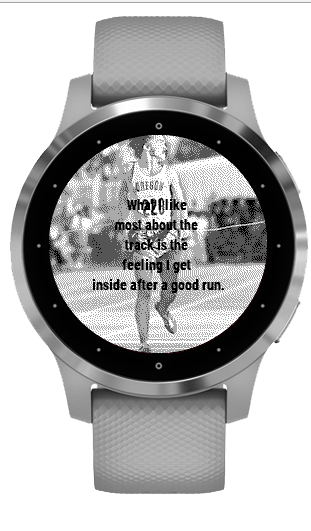 OREGON
What I like
most about the
track is the
feeling I get
inside after a good run.